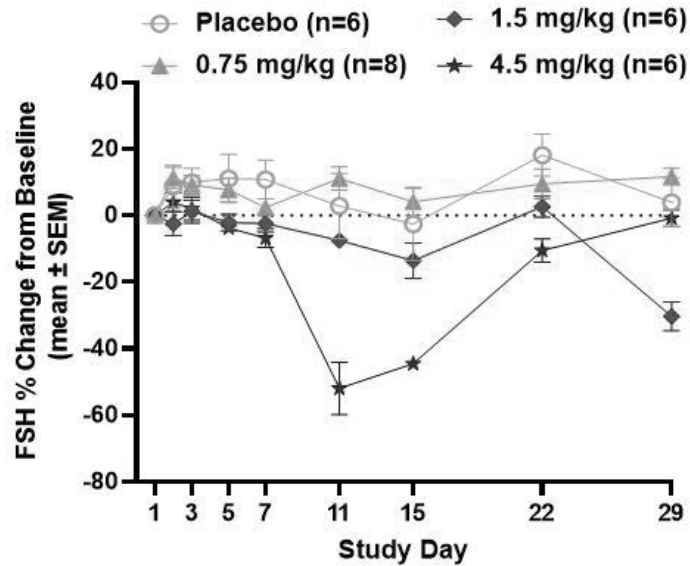 Placebo (n=6)
1.5 mg/kg (n=6)
0.75 mg/kg (n=8)
4.5 mg/kg (n=6)
FSH % Change from Baseline
(mean ± SEM)
40
20
0
-20
-40
-60
-80
1 3 5 7 11 15 22 29
Study Day